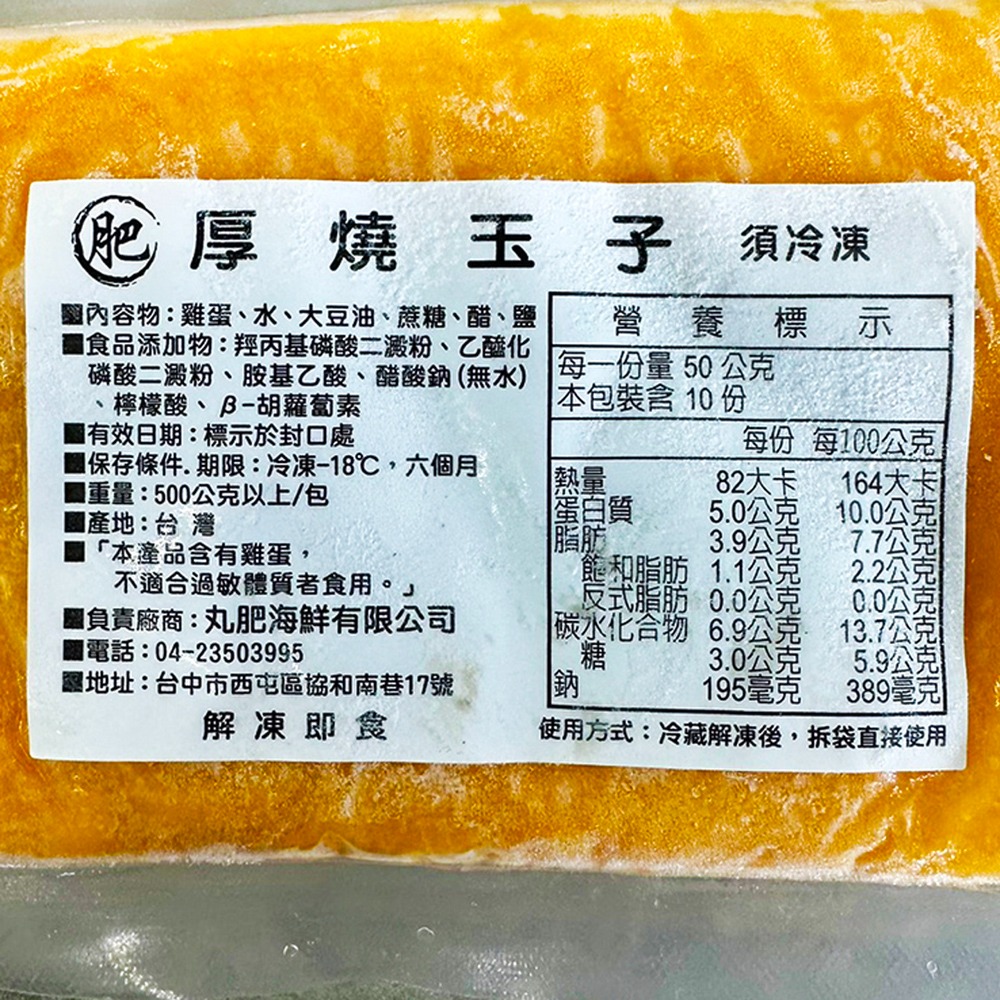 肥 厚燒玉子 須冷凍
■內容物：雞蛋、水、大豆油、蔗糖、醋、鹽
■食品添加物：羥丙基磷酸二澱粉、乙醯化
磷酸二澱粉、胺基乙酸、醋酸鈉(無水)
、檸檬酸、β-胡蘿蔔素
■有效日期：標示於封口處
■保存條件.期限：冷凍-18℃，六個月
■重量：500公克以上/包
■產地：台灣
■「本產品含有雞蛋，
不適合過敏體質者食用。」
■負責廠商：丸肥海鮮有限公司
■電話：04-23503995
■地址：台中市西屯區協和南巷17號
解凍即食
營養標示
每一份量 50 公克
本包裝含 10 份
每份 每100公克
熱量 82大卡 164大卡
蛋白質 5.0公克 10.0公克
脂肪 3.9公克 7.7公克
飽和脂肪 1.1公克 2.2公克
反式脂肪 0.0公克 0.0公克
碳水化合物 6.9公克 13.7公克
糖 3.0公克 5.9公克
鈉 195毫克 389毫克
使用方式：冷藏解凍後，拆袋直接使用